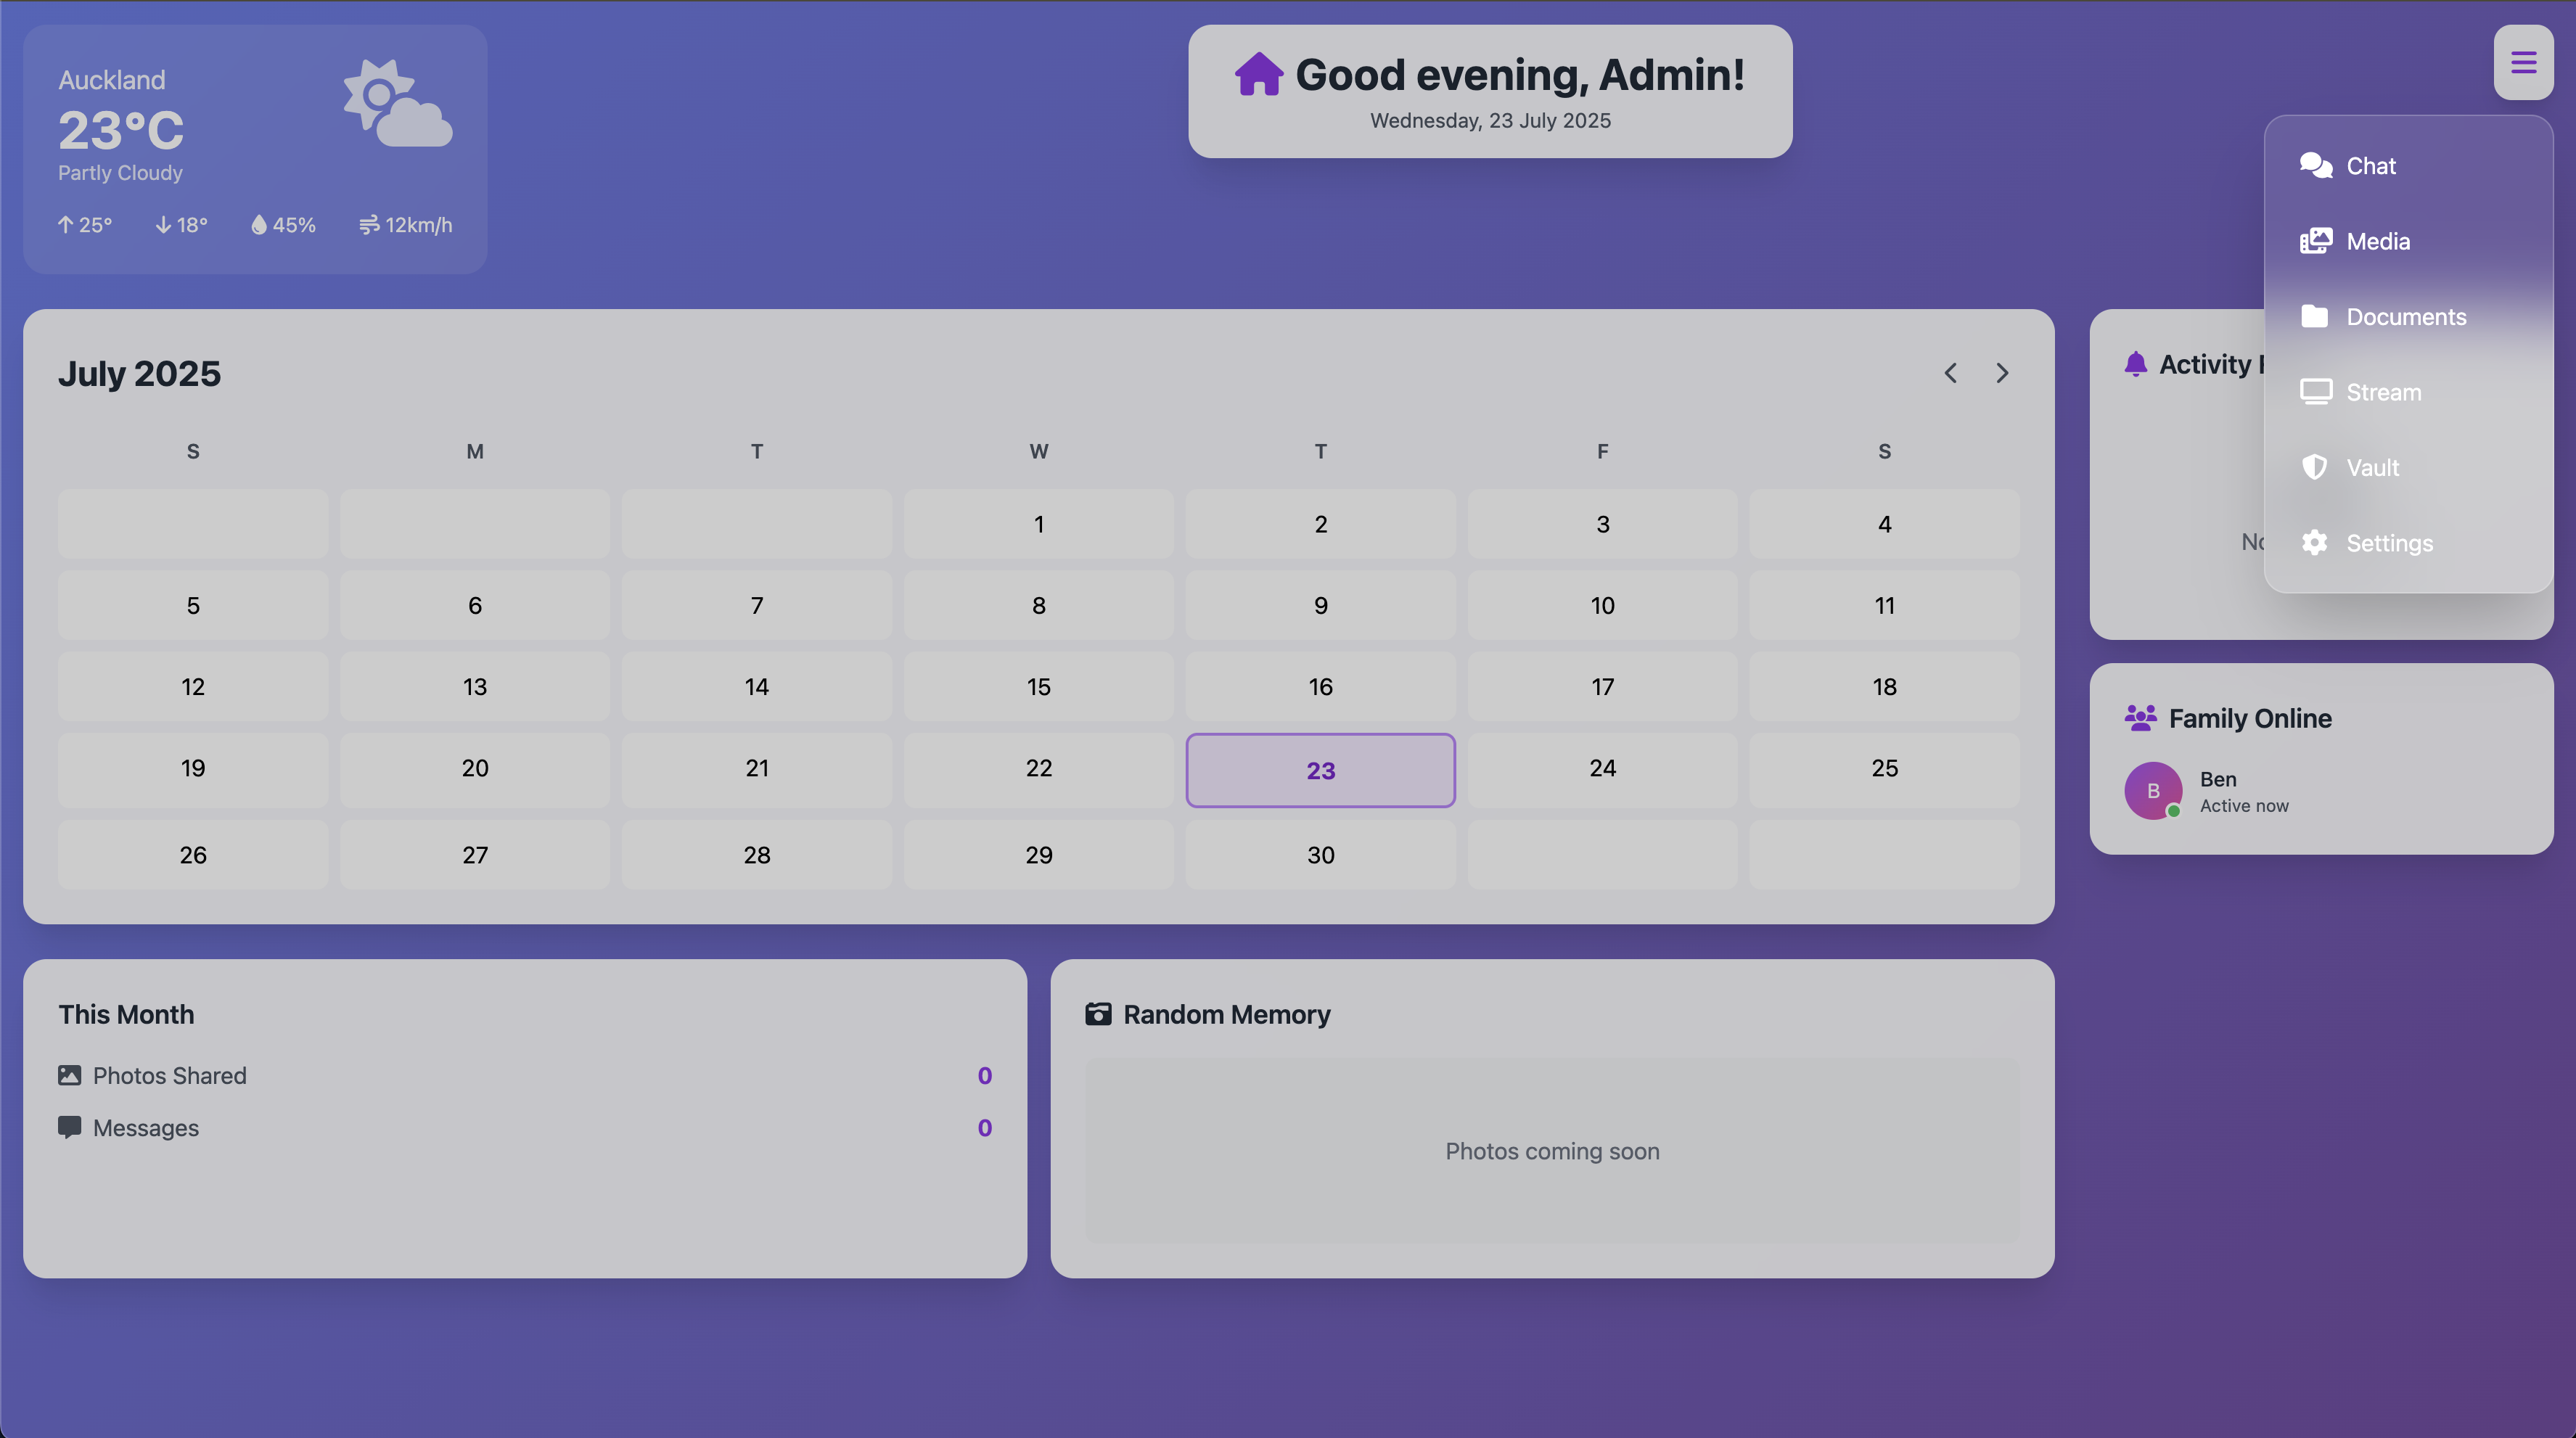 Auckland
23°C
Partly Cloudy
25° 18° 45% 12km/h
Good evening, Admin!
Wednesday, 23 July 2025
Chat
Media
Documents
Stream
Vault
Settings
July 2025
S M T W T F S
1 2 3 4
5 6 7 8 9 10 11
12 13 14 15 16 17 18
19 20 21 22 23 24 25
26 27 28 29 30
Activity
Family Online
B
Ben
Active now
This Month
Photos Shared 0
Messages 0
Random Memory
Photos coming soon